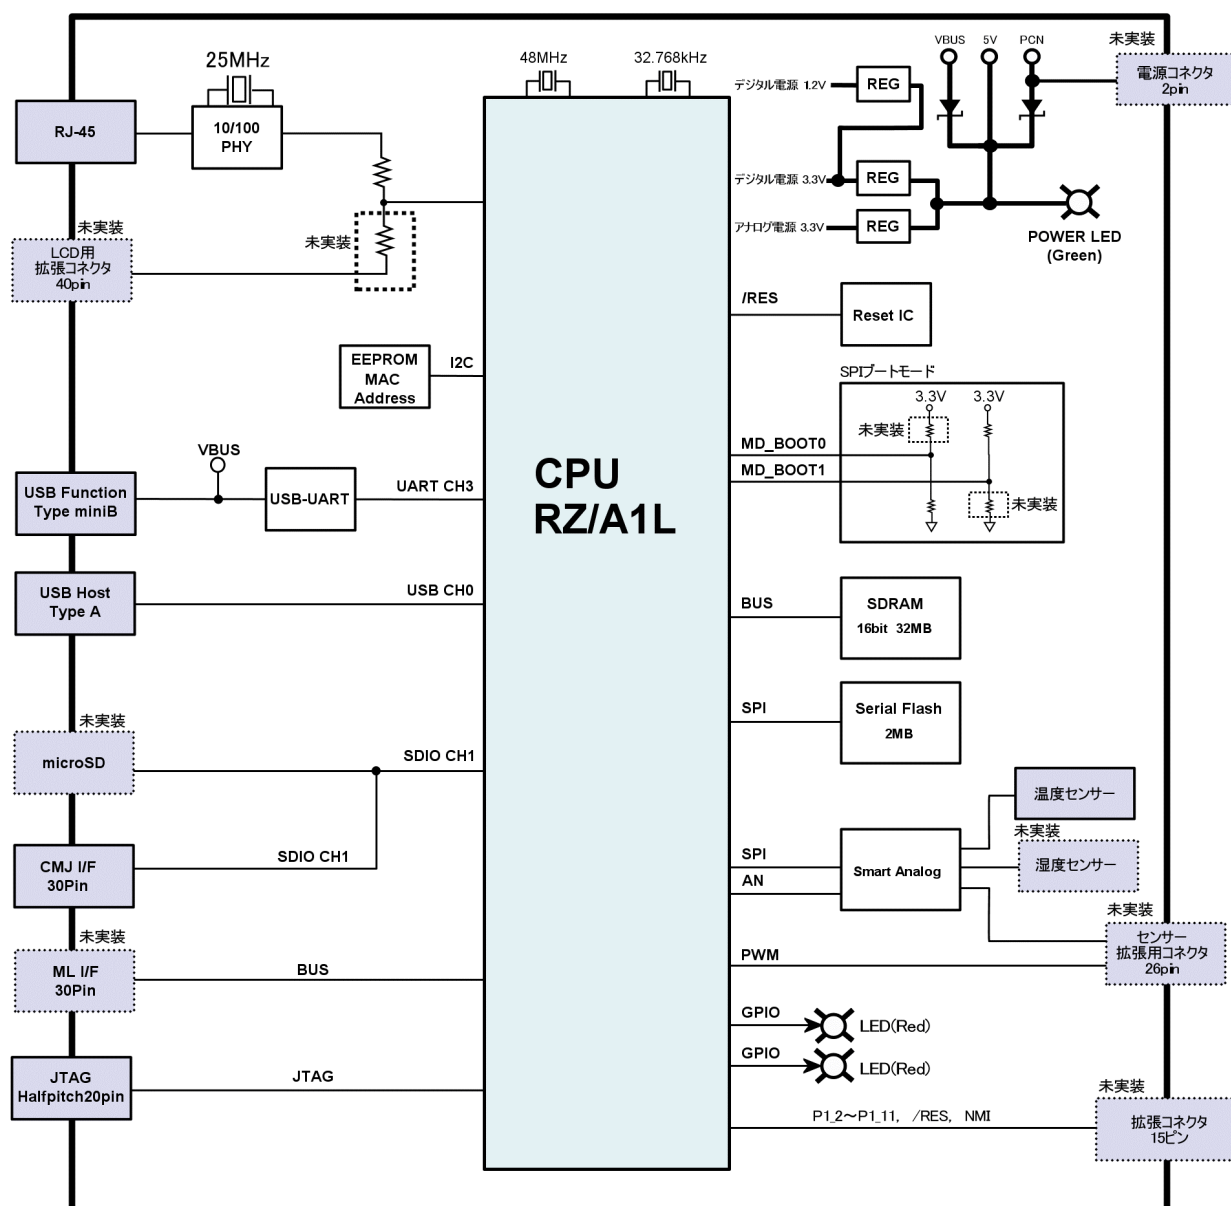 25MHz
48MHz
32.768kHz
VBUS
5V
PCN
未実装
電源コネクタ
2pin
デジタル電源 1.2V
REG
RJ-45
10/100
PHY
デジタル電源 3.3V
REG
アナログ電源 3.3V
REG
POWER LED
(Green)
未実装
LCD用
拡張コネクタ
40pin
未実装
/RES
Reset IC
EEPROM
MAC
Address
I2C
SPIブートモード
3.3V
3.3V
未実装
MD_BOOT0
MD_BOOT1
未実装
CPU
RZ/A1L
VBUS
USB Function
Type miniB
USB-UART
UART CH3
USB Host
Type A
USB CH0
BUS
SDRAM
16bit 32MB
SPI
Serial Flash
2MB
未実装
microSD
SDIO CH1
CMJ I/F
30Pin
SDIO CH1
温度センサー
未実装
湿度センサー
SPI
AN
Smart Analog
未実装
センサー
拡張用コネクタ
26pin
PWM
未実装
ML I/F
30Pin
BUS
GPIO
LED(Red)
GPIO
LED(Red)
JTAG
Halfpitch20pin
JTAG
未実装
P1_2～P1_11, /RES, NMI
拡張コネクタ
15ピン